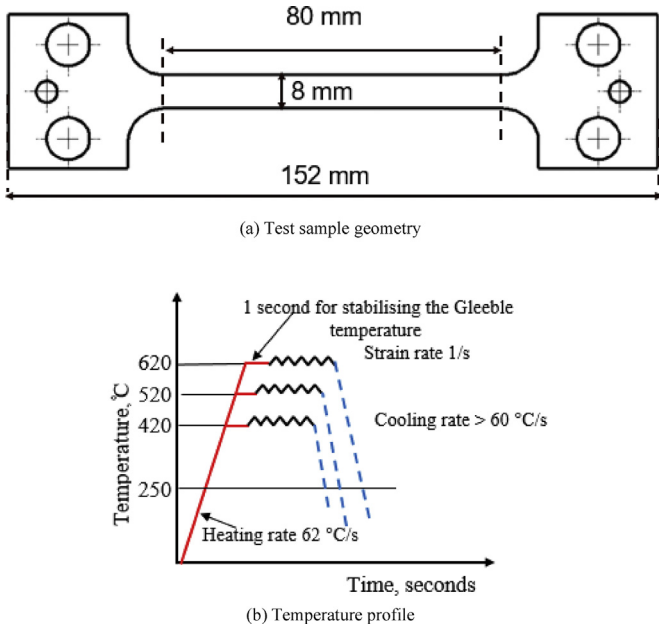 80 mm
8 mm
152 mm
(a) Test sample geometry
1 second for stabilising the Gleeble
temperature
Strain rate 1/s
620
520
Cooling rate > 60 °C/s
420
250
Temperature,℃
Heating rate 62 °C/s
Time, seconds
(b) Temperature profile